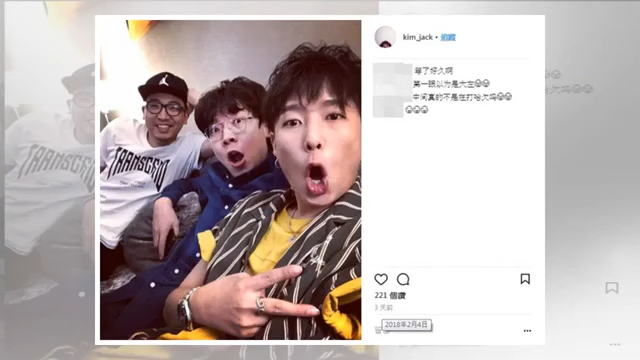 kim_jack • 追蹤
等了好久啊
第一眼以为是大左
中间真的不是在打哈欠吗
TRANSGRD
221 個讚
3 天前
2018年2月4日